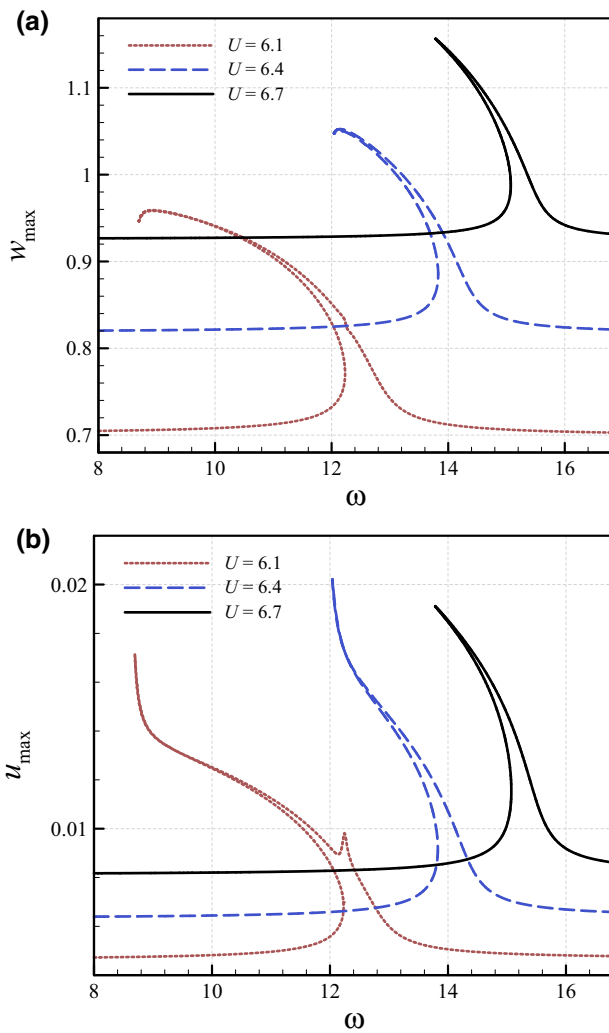 (a)
U = 6.1
U = 6.4
U = 6.7
1.1
1
0.9
0.8
0.7
w_max
8 10 12 14 16
ω
(b)
U = 6.1
U = 6.4
U = 6.7
0.02
0.01
u_max
8 10 12 14 16
ω